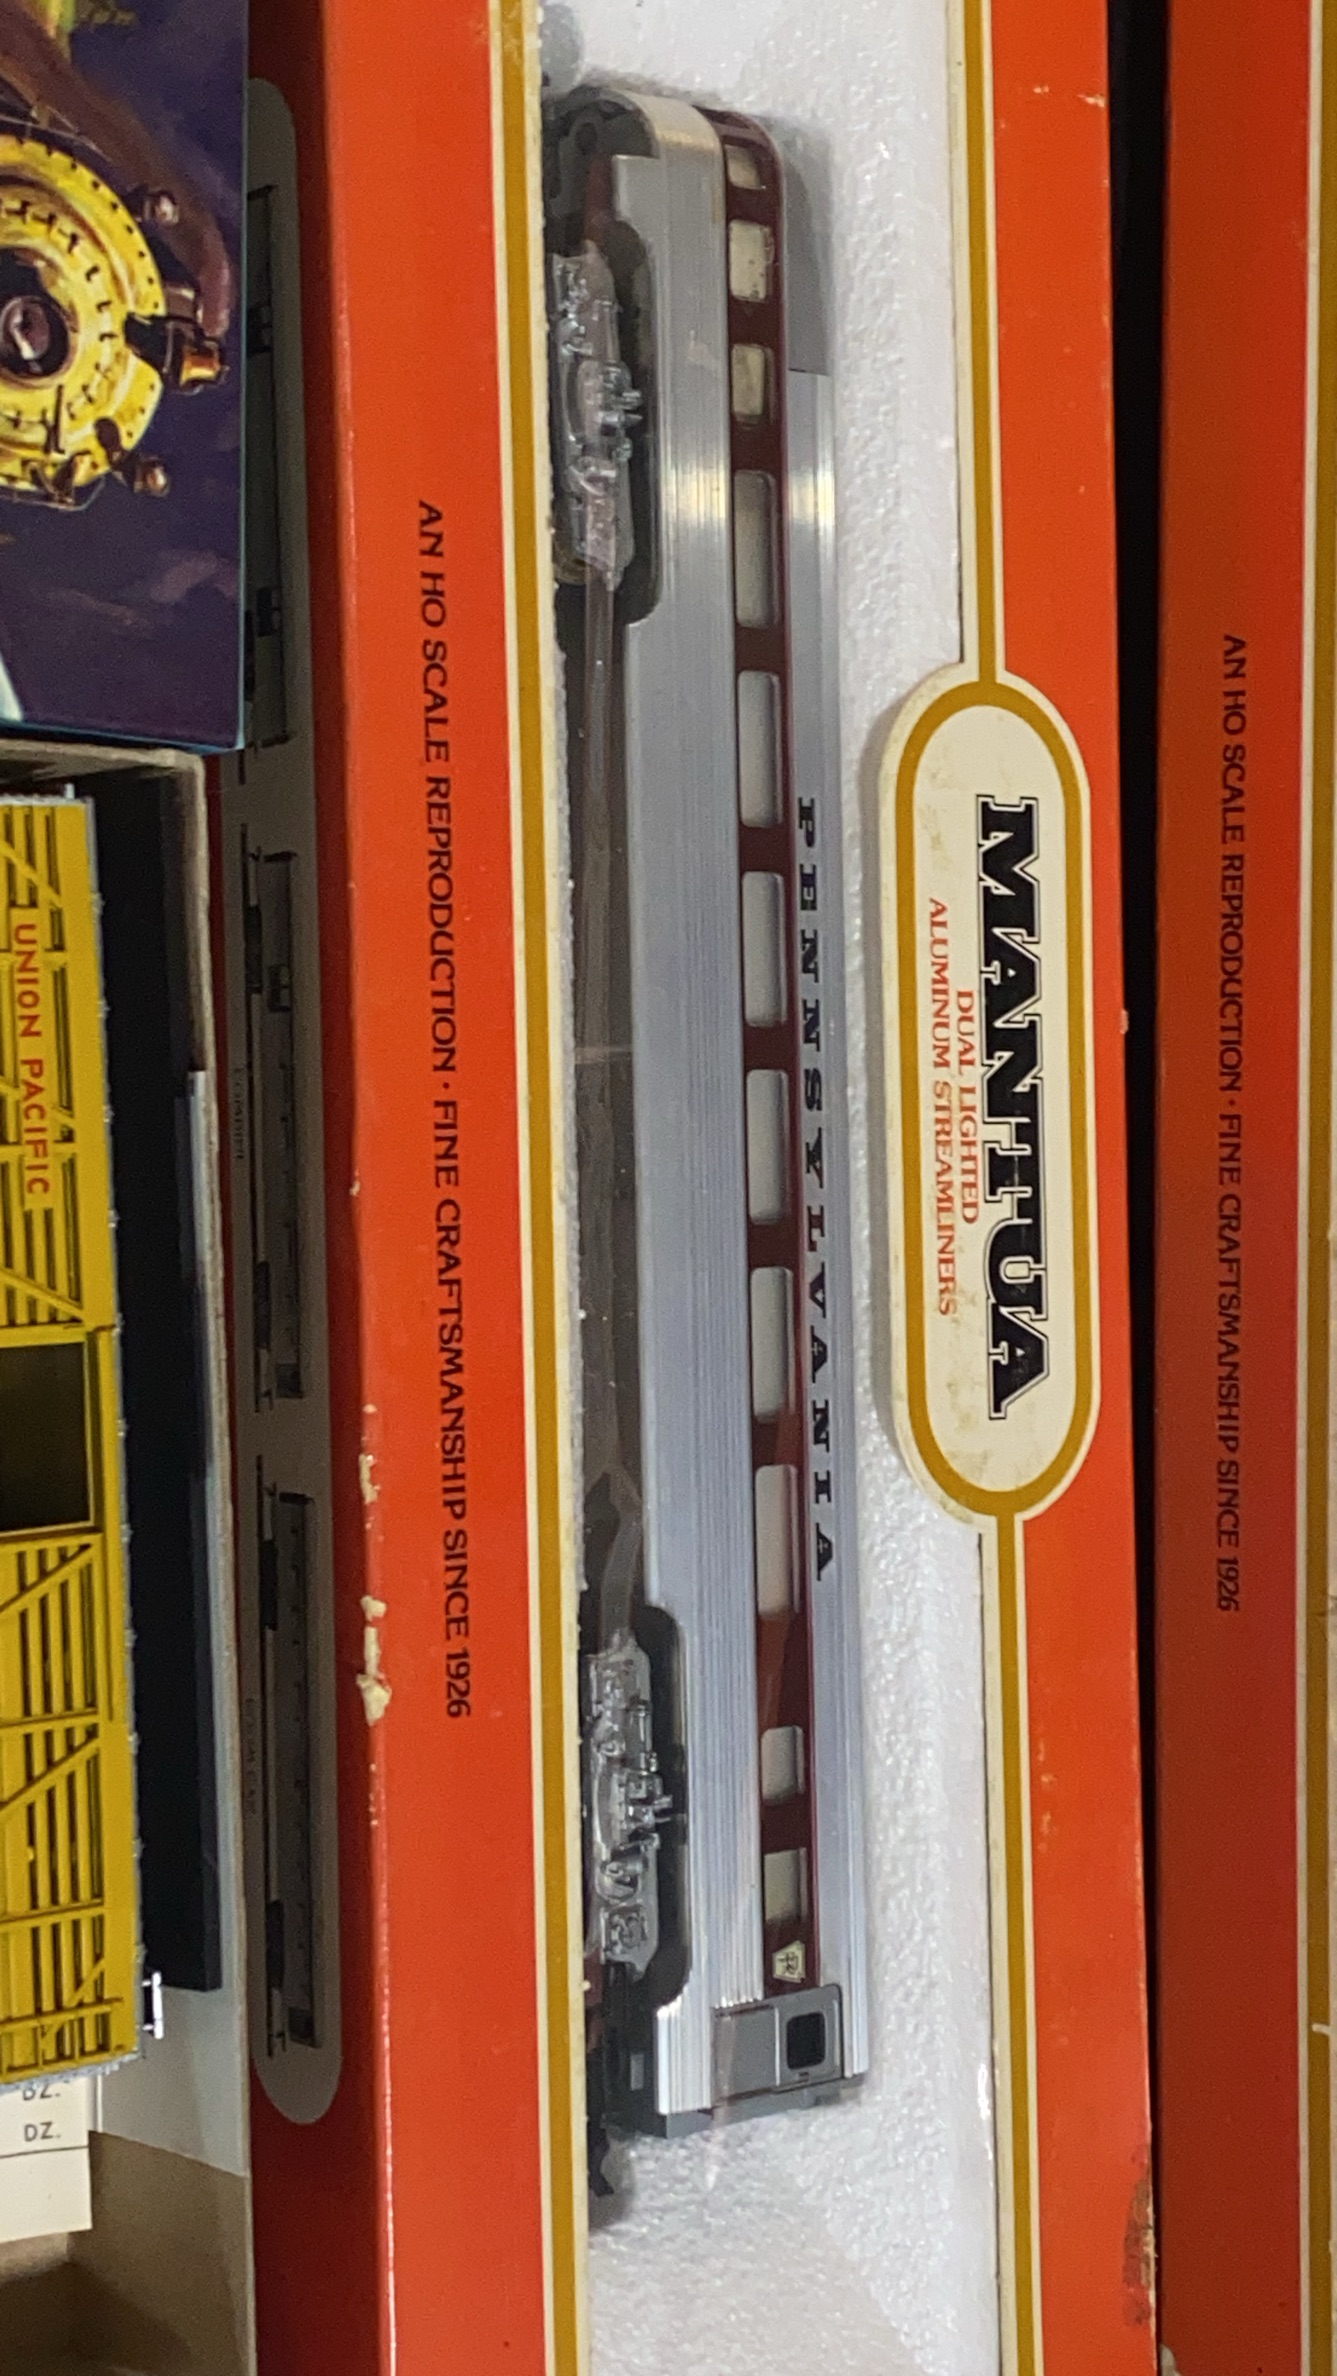 MANTUA
DUAL LIGHTED
ALUMINUM STREAMLINERS
PENNSYLVANIA
AN HO SCALE REPRODUCTION · FINE CRAFTSMANSHIP SINCE 1926
AN HO SCALE REPRODUCTION · FINE CRAFTSMANSHIP SINCE 1926
UNION PACIFIC
DZ.
DZ.